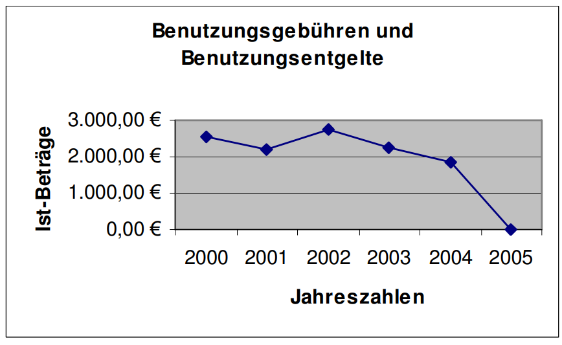 Benutzungsgebühren und
Benutzungsentgelte
3.000,00 €
2.000,00 €
1.000,00 €
0,00 €
Ist-Beträge
2000 2001 2002 2003 2004 2005
Jahreszahlen